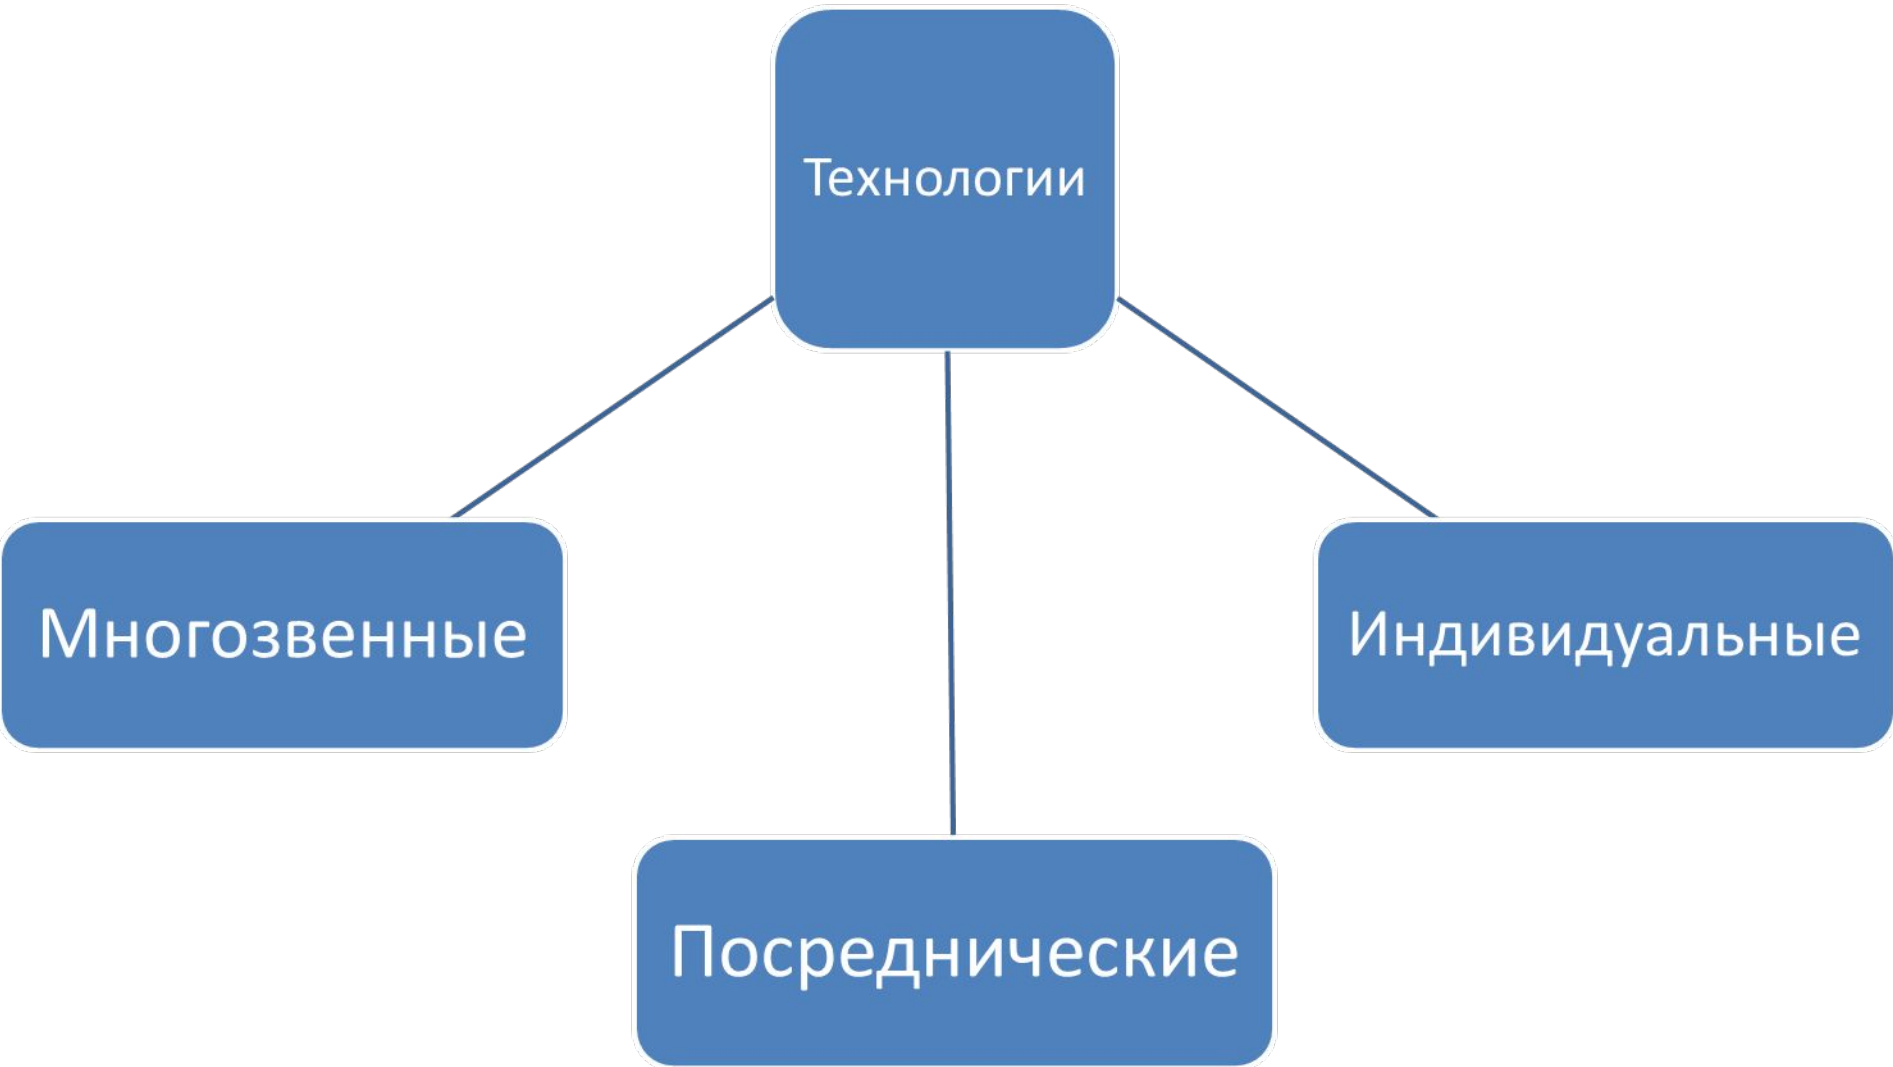 Технологии
Многозвенные
Индивидуальные
Посреднические